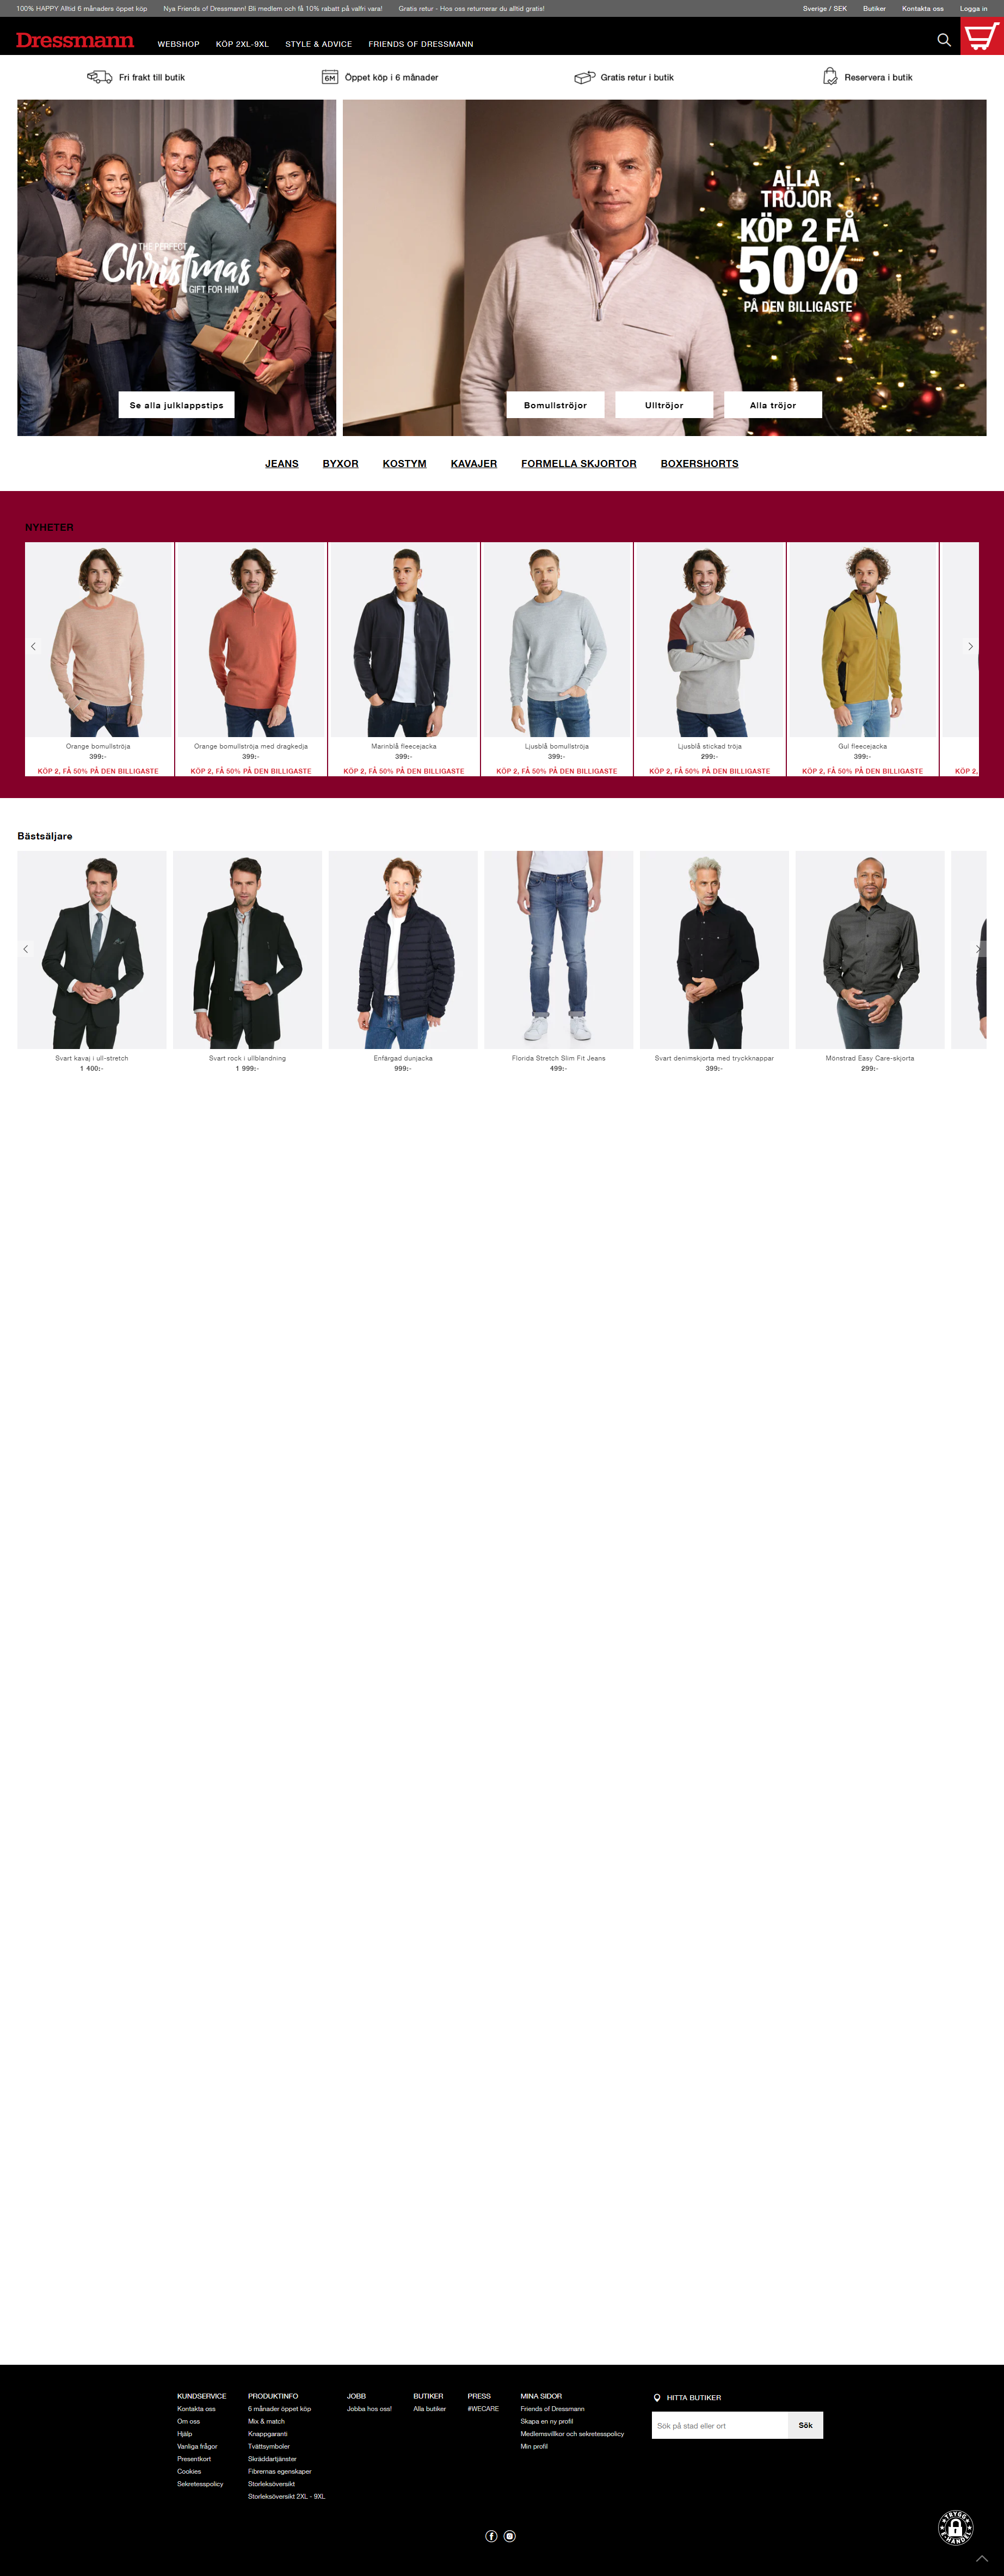 100% HAPPY Alltid 6 månaders öppet köp Nya Friends of Dressmann! Bli medlem och få 10% rabatt på valfri vara! Gratis retur - Hos oss returnerar du alltid gratis! Sverige / SEK Butiker Kontakta oss Logga in
Dressmann WEBSHOP KÖP 2XL-9XL STYLE & ADVICE FRIENDS OF DRESSMANN
Fri frakt till butik Öppet köp i 6 månader Gratis retur i butik Reservera i butik
THE PERFECT
Christmas
GIFT FOR HIM
Se alla julklappstips
ALLA
TRÖJOR
KÖP 2 FÅ
50%
PÅ DEN BILLIGASTE
Bomullströjor Ulltröjor Alla tröjor
JEANS BYXOR KOSTYM KAVAJER FORMELLA SKJORTOR BOXERSHORTS
NYHETER
Orange bomullströja Orange bomullströja med dragkedja Marinblå fleecejacka Ljusblå bomullströja Ljusblå stickad tröja Gul fleecejacka
399:- 399:- 399:- 399:- 299:- 399:-
KÖP 2, FÅ 50% PÅ DEN BILLIGASTE KÖP 2, FÅ 50% PÅ DEN BILLIGASTE KÖP 2, FÅ 50% PÅ DEN BILLIGASTE KÖP 2, FÅ 50% PÅ DEN BILLIGASTE KÖP 2, FÅ 50% PÅ DEN BILLIGASTE KÖP 2, FÅ 50% PÅ DEN BILLIGASTE KÖP 2,
Bästsäljare
Svart kavaj i ull-stretch Svart rock i ullblandning Enfärgad dunjacka Florida Stretch Slim Fit Jeans Svart denimskjorta med tryckknappar Mönstrad Easy Care-skjorta
1 400:- 1 999:- 999:- 499:- 399:- 299:-
KUNDSERVICE
Kontakta oss
Om oss
Hjälp
Vanliga frågor
Presentkort
Cookies
Sekretesspolicy
PRODUKTINFO
6 månader öppet köp
Mix & match
Knappgaranti
Tvättsymboler
Skräddartjänster
Fibrernas egenskaper
Storleksöversikt
Storleksöversikt 2XL - 9XL
JOBB
Jobba hos oss!
BUTIKER
Alla butiker
PRESS
#WECARE
MINA SIDOR
Friends of Dressmann
Skapa en ny profil
Medlemsvillkor och sekretesspolicy
Min profil
HITTA BUTIKER
Sök på stad eller ort Sök
TRYGG
E-HANDEL